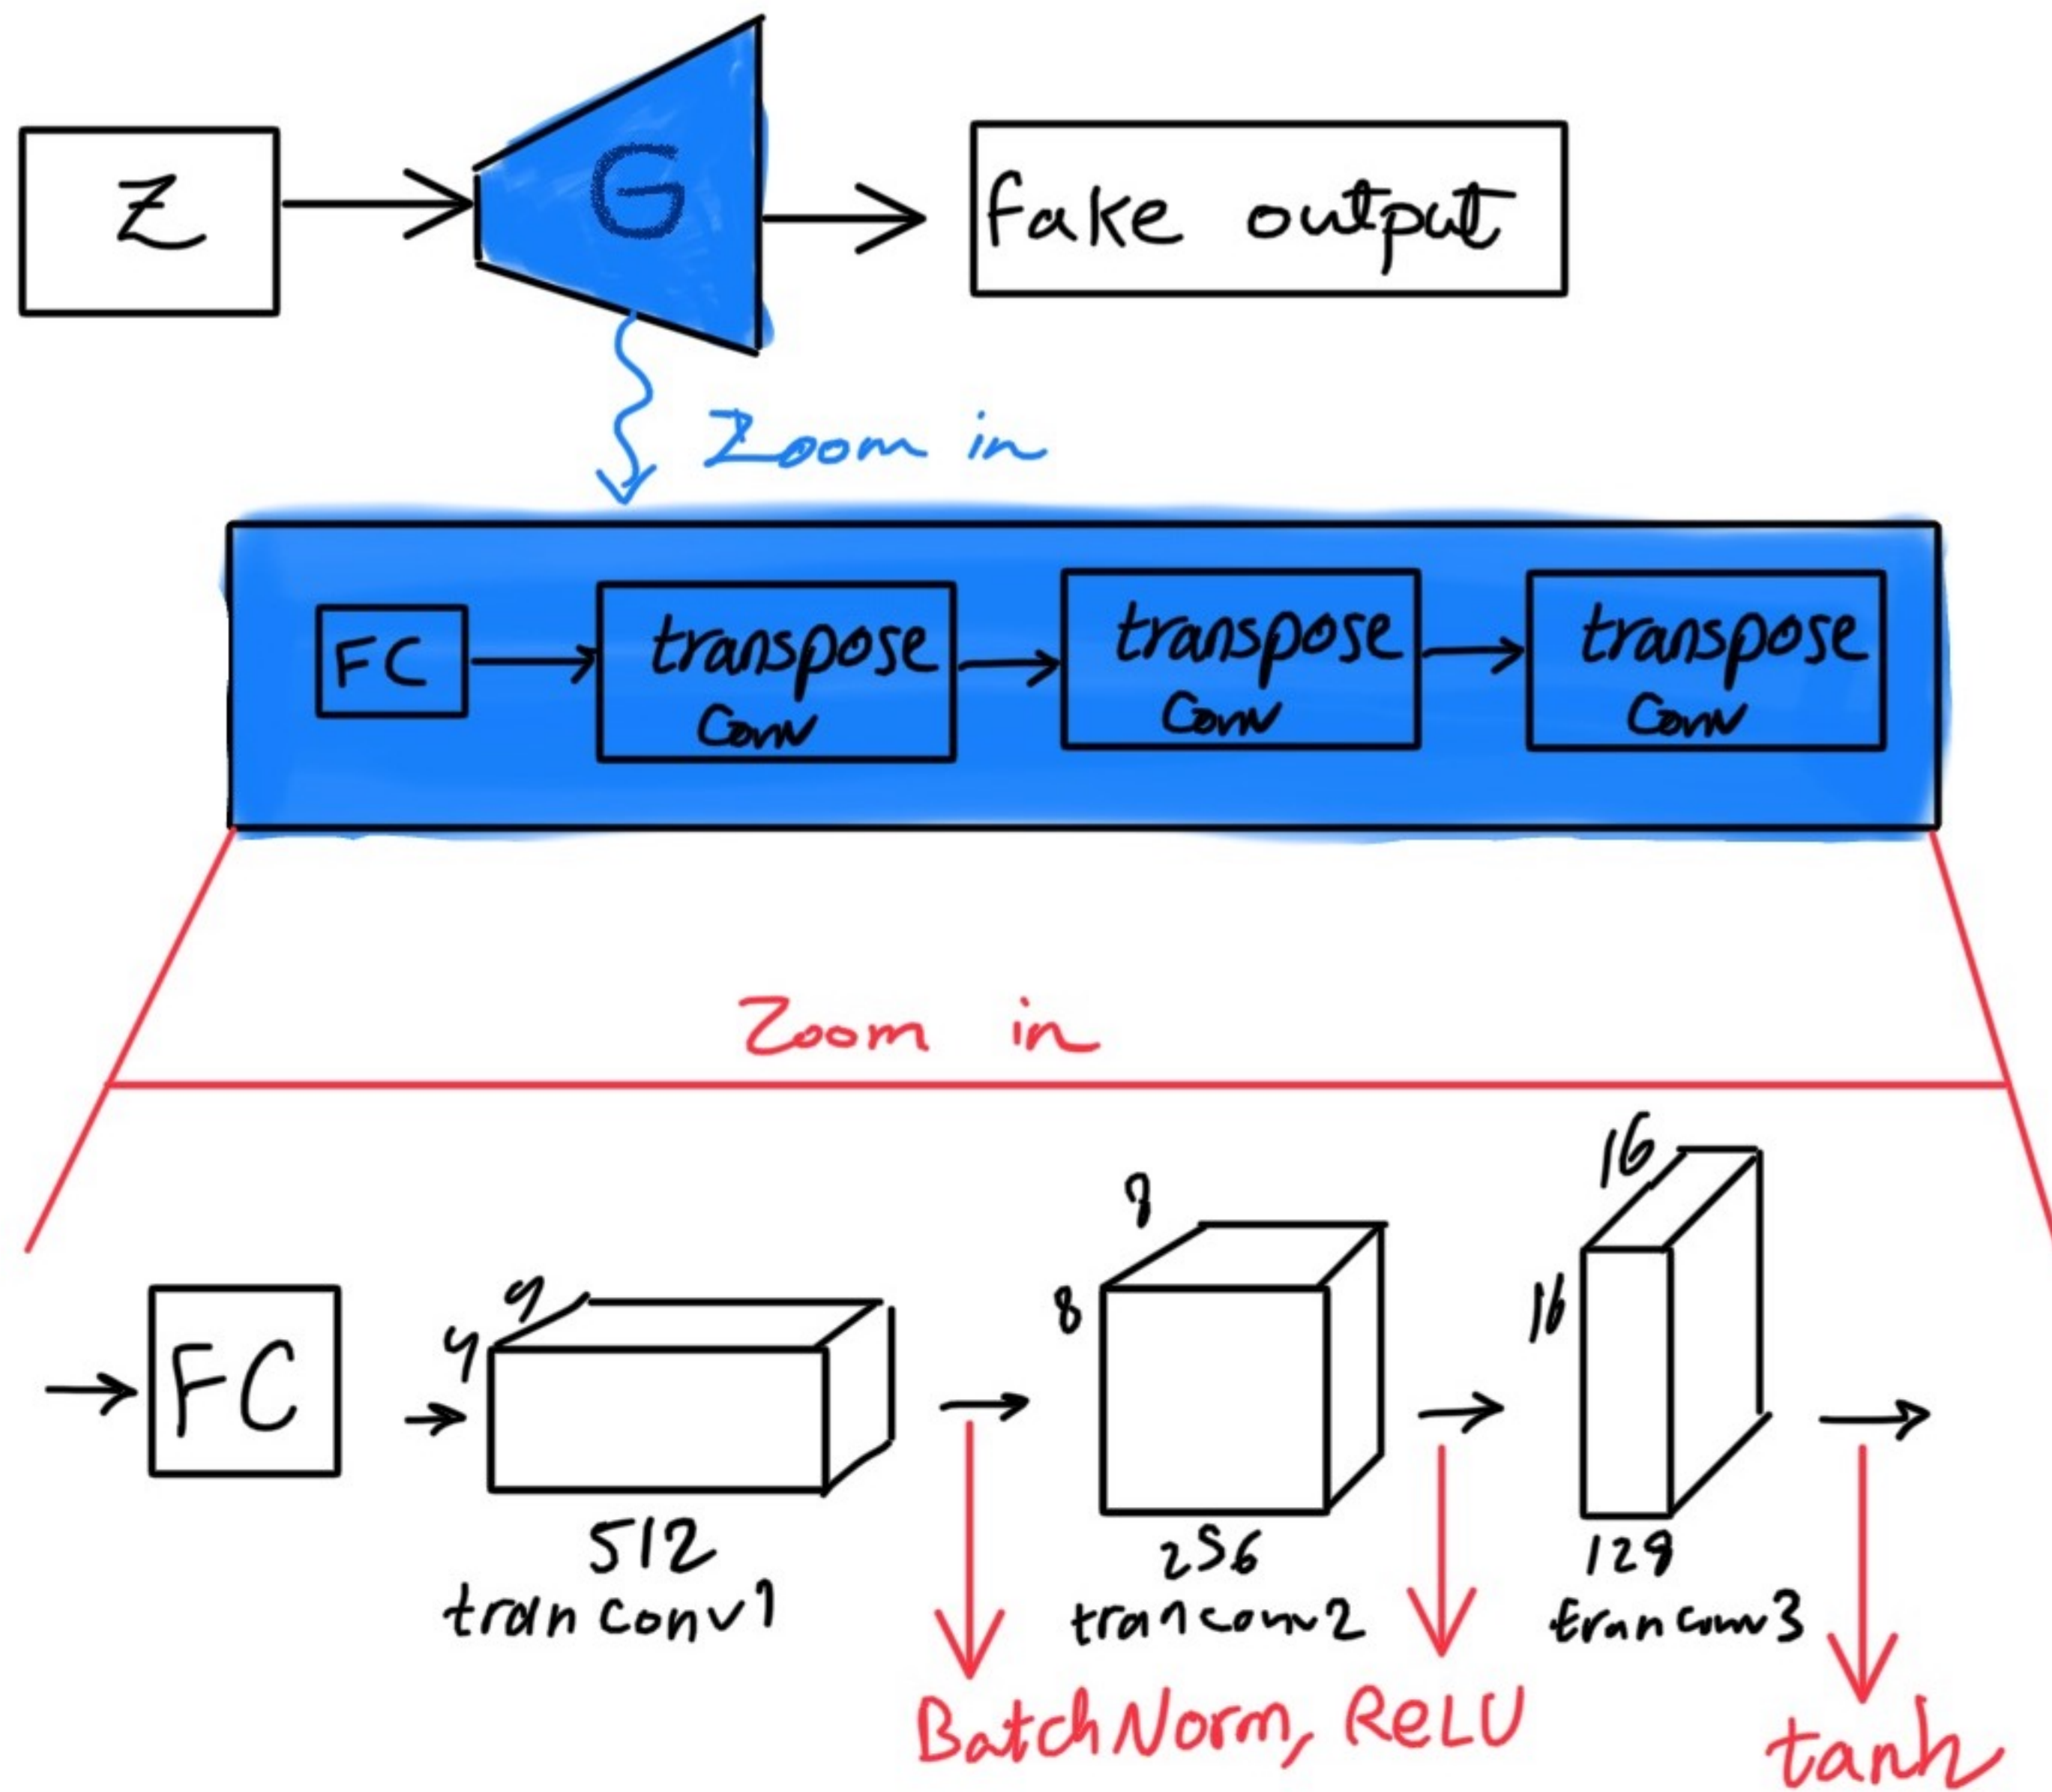 Z
G
fake output
Zoom in
FC
transpose
conv
transpose
conv
transpose
conv
Zoom in
FC
4
4
512
tranconv1
8
8
256
tranconv2
16
16
128
tranconv3
BatchNorm, ReLU
tanh